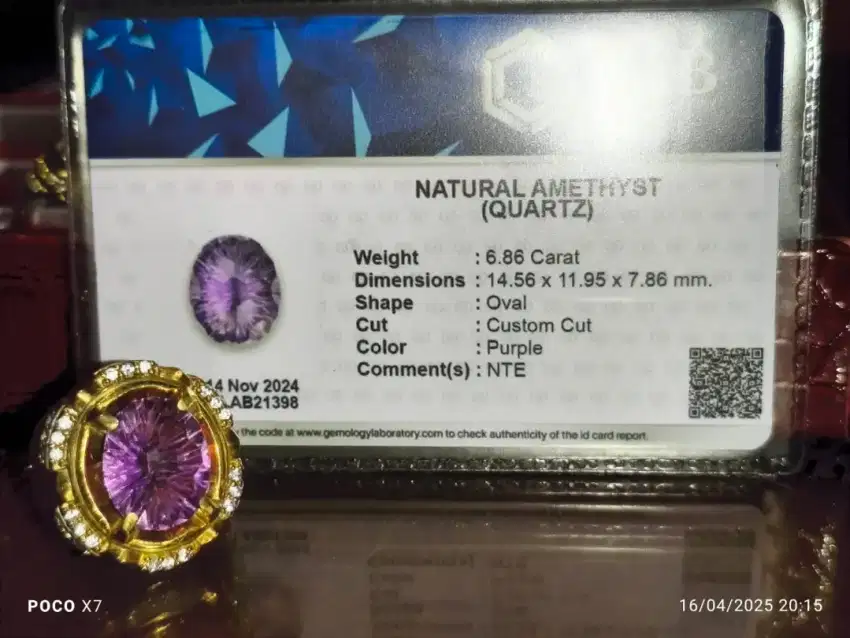 NATURAL AMETHYST
(QUARTZ)
Weight : 6.86 Carat
Dimensions : 14.56 x 11.95 x 7.86 mm.
Shape : Oval
Cut : Custom Cut
Color : Purple
Comment(s) : NTE
14 Nov 2024
LAB21398
the code at www.gemologylaboratory.com to check authenticity of the id card report.
POCO X7
16/04/2025 20:15